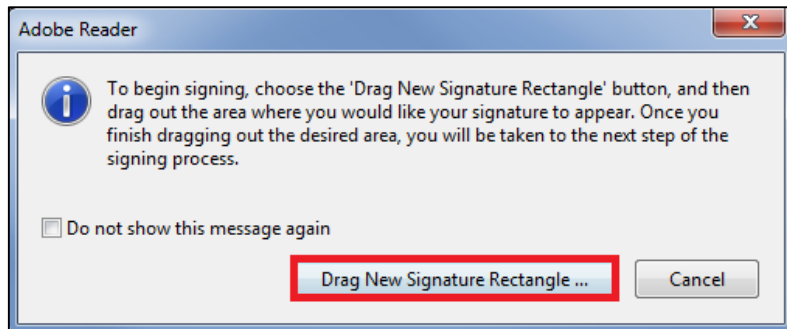 Adobe Reader
To begin signing, choose the 'Drag New Signature Rectangle' button, and then
drag out the area where you would like your signature to appear. Once you
finish dragging out the desired area, you will be taken to the next step of the
signing process.
Do not show this message again
Drag New Signature Rectangle ...
Cancel